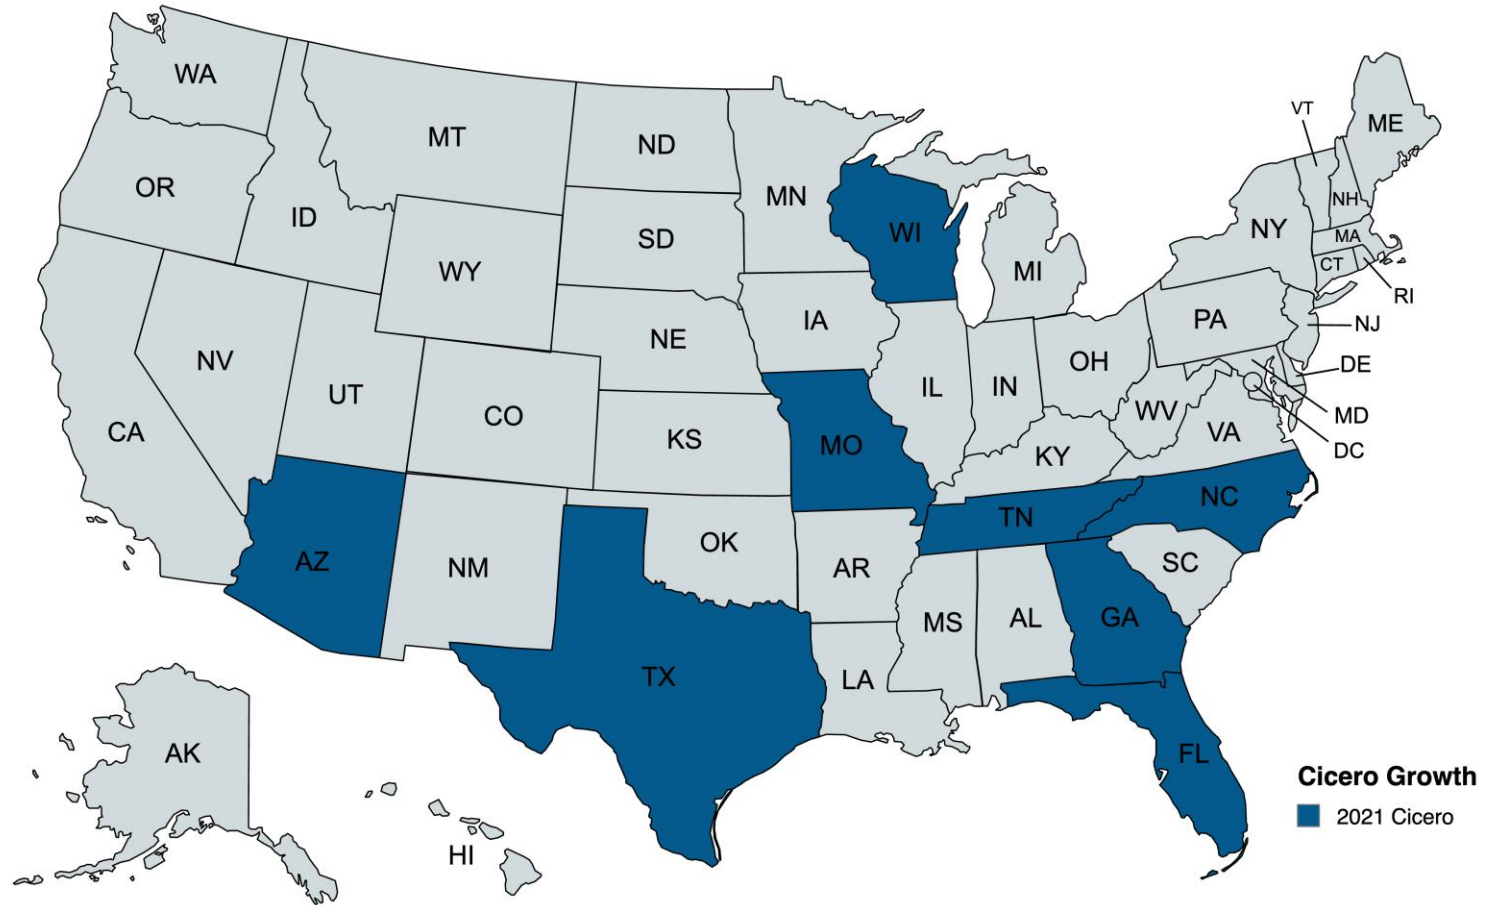 WA
OR
CA
NV
ID
MT
WY
UT
CO
AZ
NM
ND
SD
NE
KS
OK
TX
MN
IA
MO
AR
LA
WI
IL
MI
IN
OH
KY
TN
MS
AL
GA
FL
SC
NC
VA
WV
PA
NY
VT
NH
ME
MA
CT
RI
NJ
DE
MD
DC
AK
HI
Cicero Growth
2021 Cicero